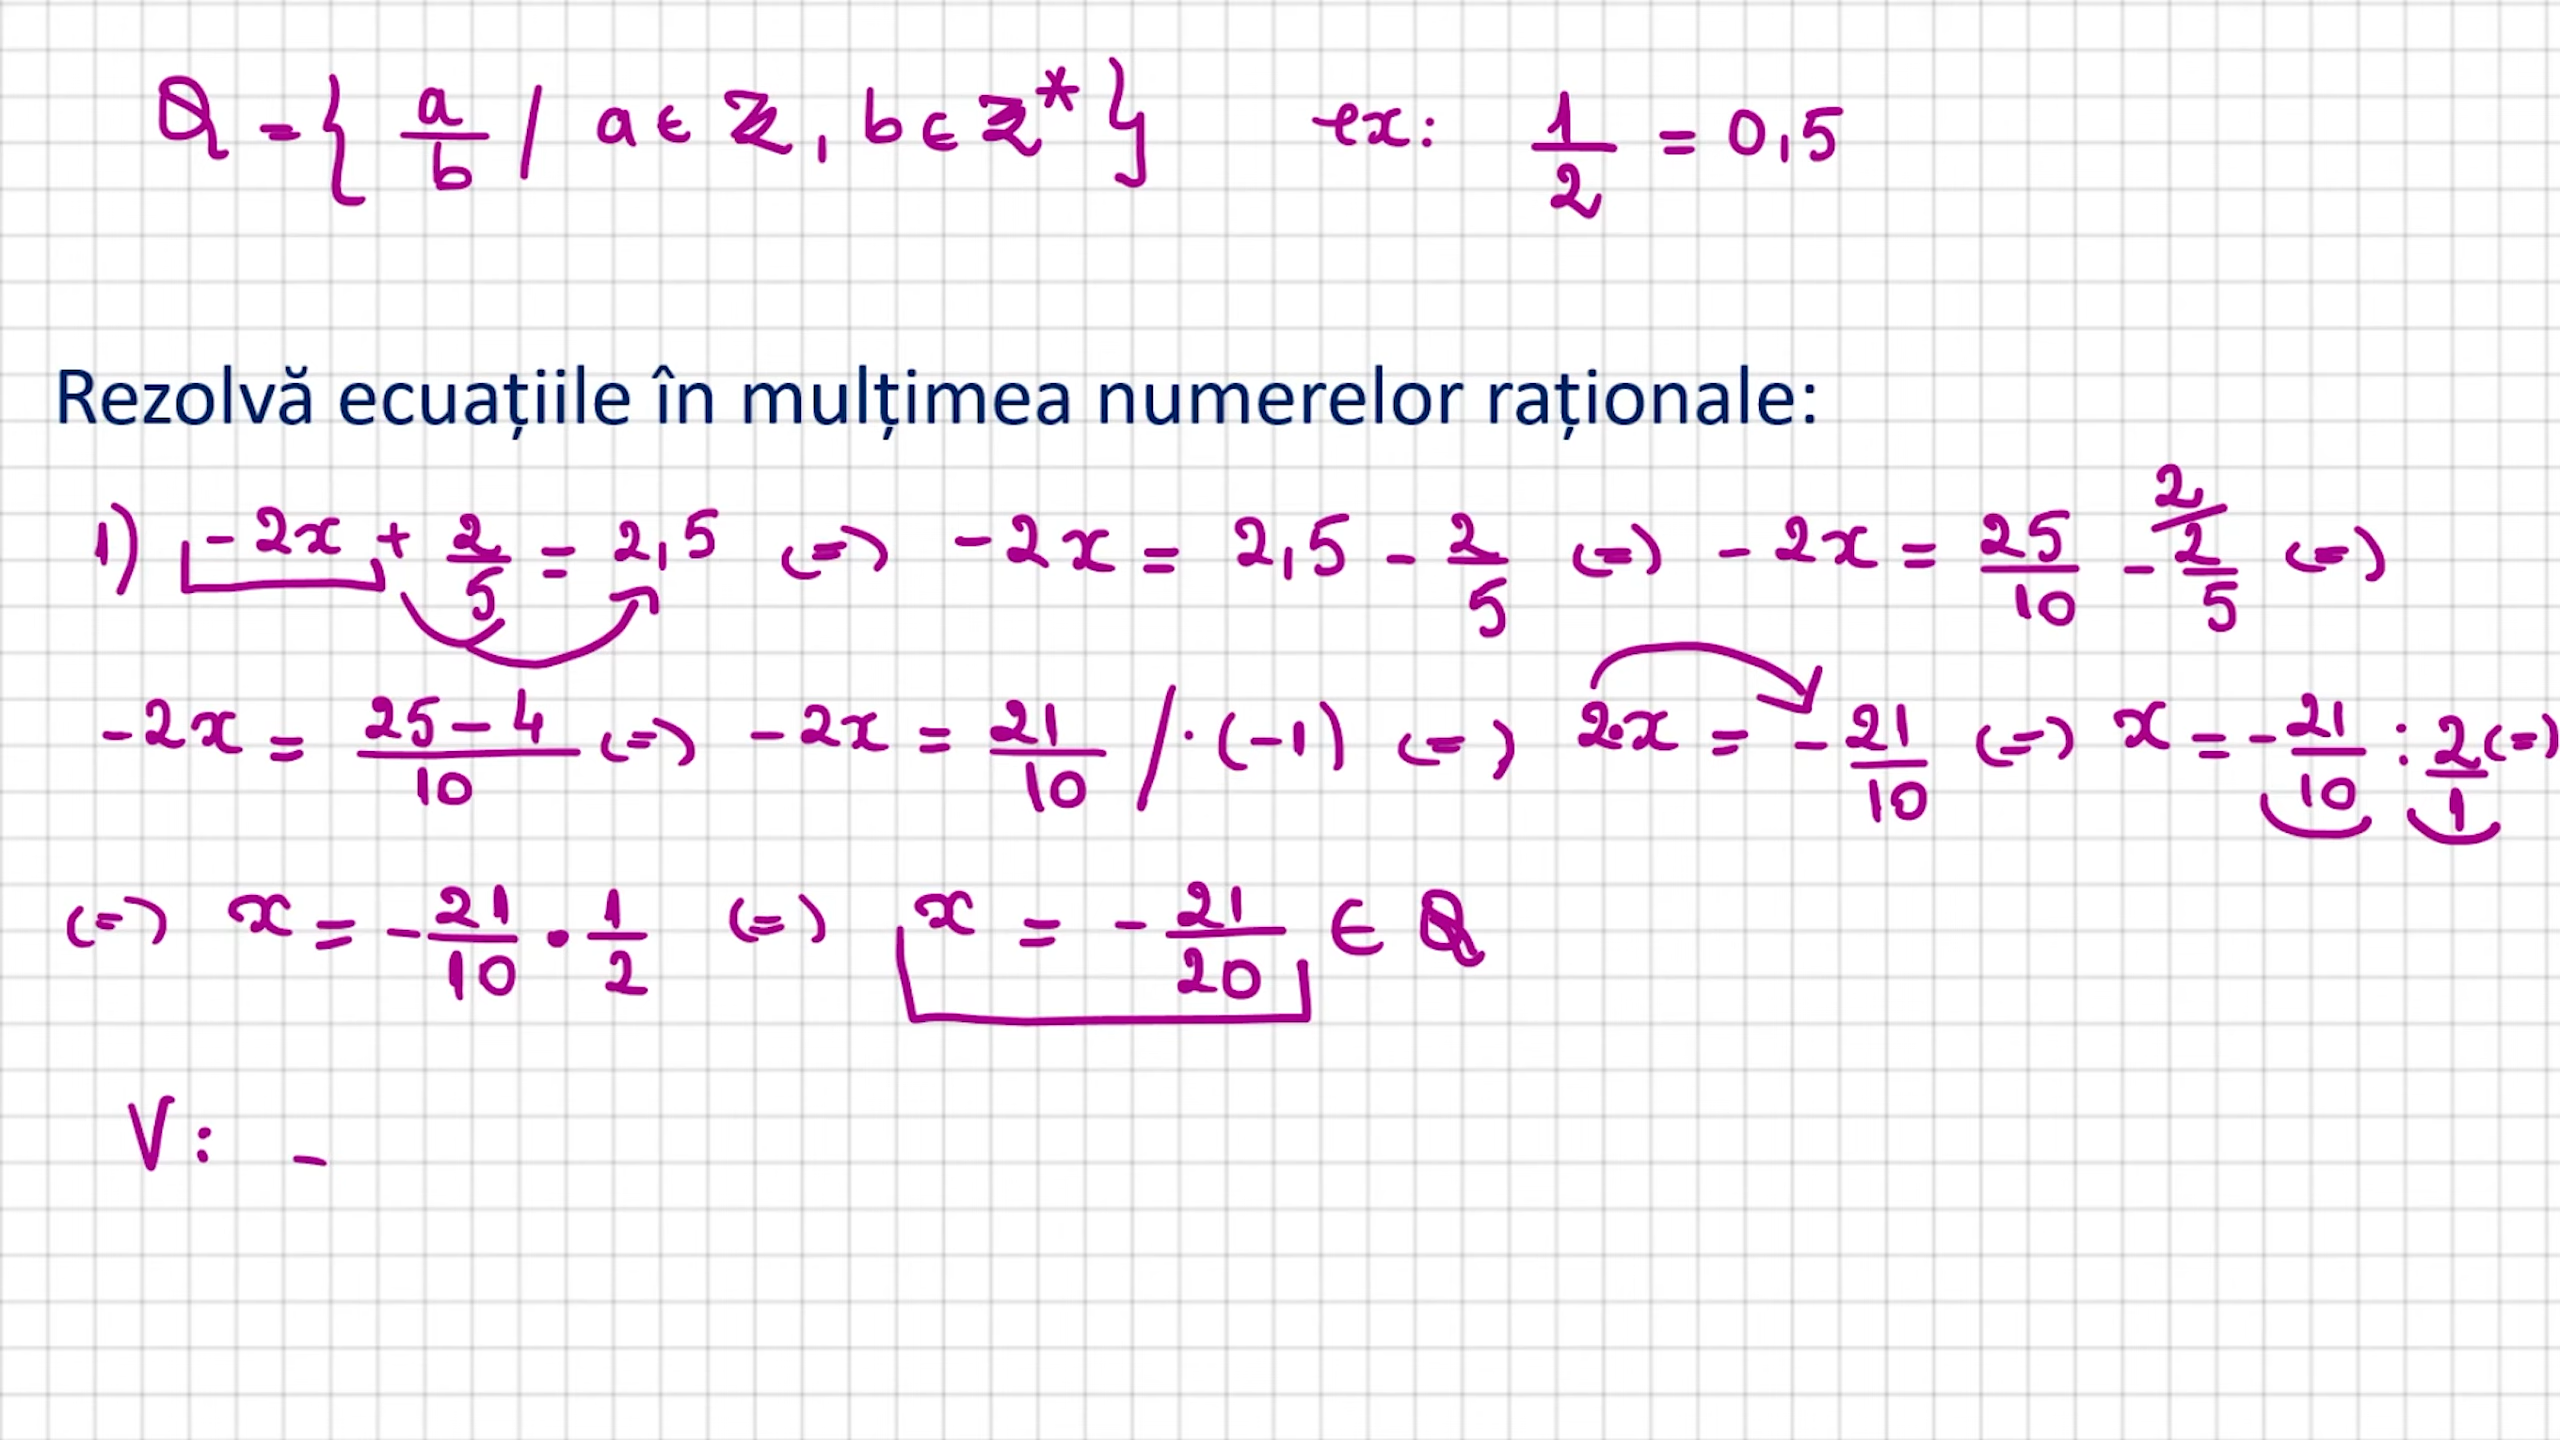 Q = { a/b / a ∈ ℤ, b ∈ ℤ* } ex: 1/2 = 0,5
Rezolvă ecuațiile în mulțimea numerelor raționale:
1) -2x + 2/5 = 2,5 (=) -2x = 2,5 - 2/5 (=) -2x = 25/10 - 2) 2/5 (=)
-2x = 25-4/10 (=) -2x = 21/10 / ·(-1) (=) 2·x = -21/10 (=) x = -21/10 : 2/1 (=)
(=) x = -21/10 · 1/2 (=) x = -21/20 ∈ Q
V: -